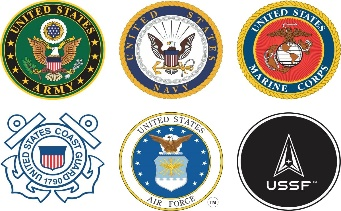 UNITED STATES
ARMY
UNITED STATES
NAVY
UNITED STATES
MARINE CORPS
UNITED STATES COAST GUARD
1790
UNITED STATES
AIR FORCE
TM
USSF